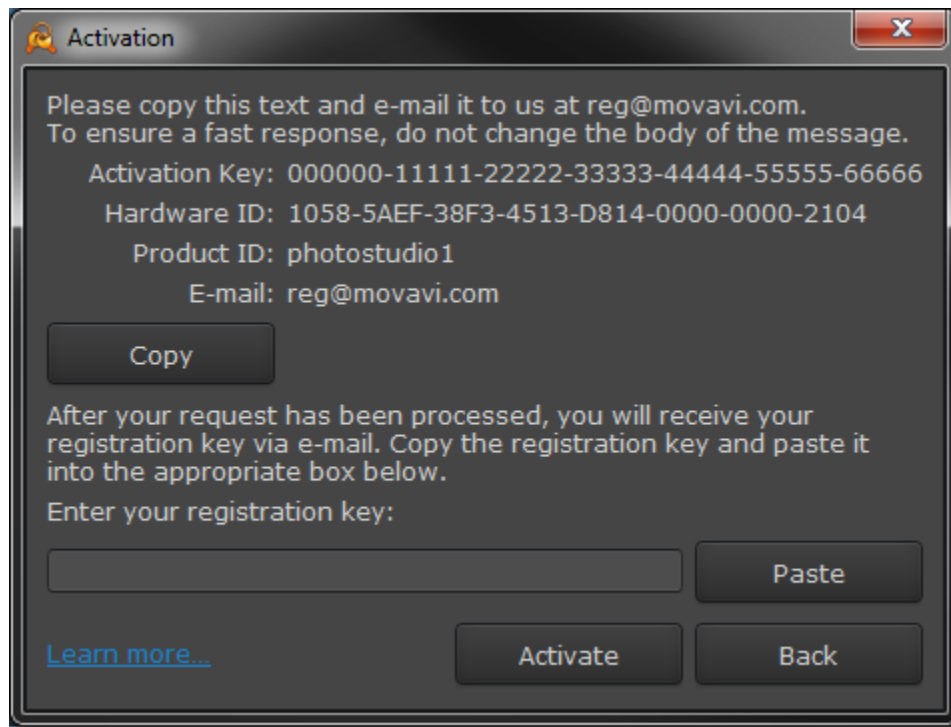 Activation
Please copy this text and e-mail it to us at reg@movavi.com.
To ensure a fast response, do not change the body of the message.
Activation Key: 000000-11111-22222-33333-44444-55555-66666
Hardware ID: 1058-5AEF-38F3-4513-D814-0000-0000-2104
Product ID: photostudio1
E-mail: reg@movavi.com
Copy
After your request has been processed, you will receive your
registration key via e-mail. Copy the registration key and paste it
into the appropriate box below.
Enter your registration key:
Paste
Learn more... Activate Back